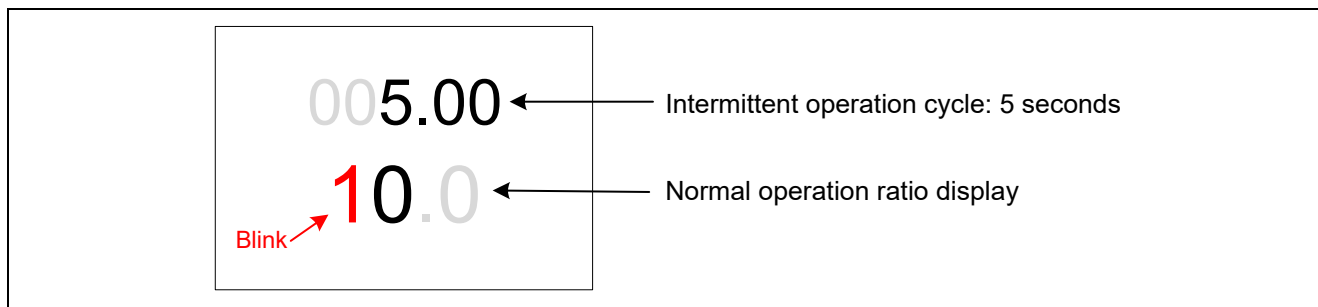 005.00 Intermittent operation cycle: 5 seconds
10.0 Normal operation ratio display
Blink